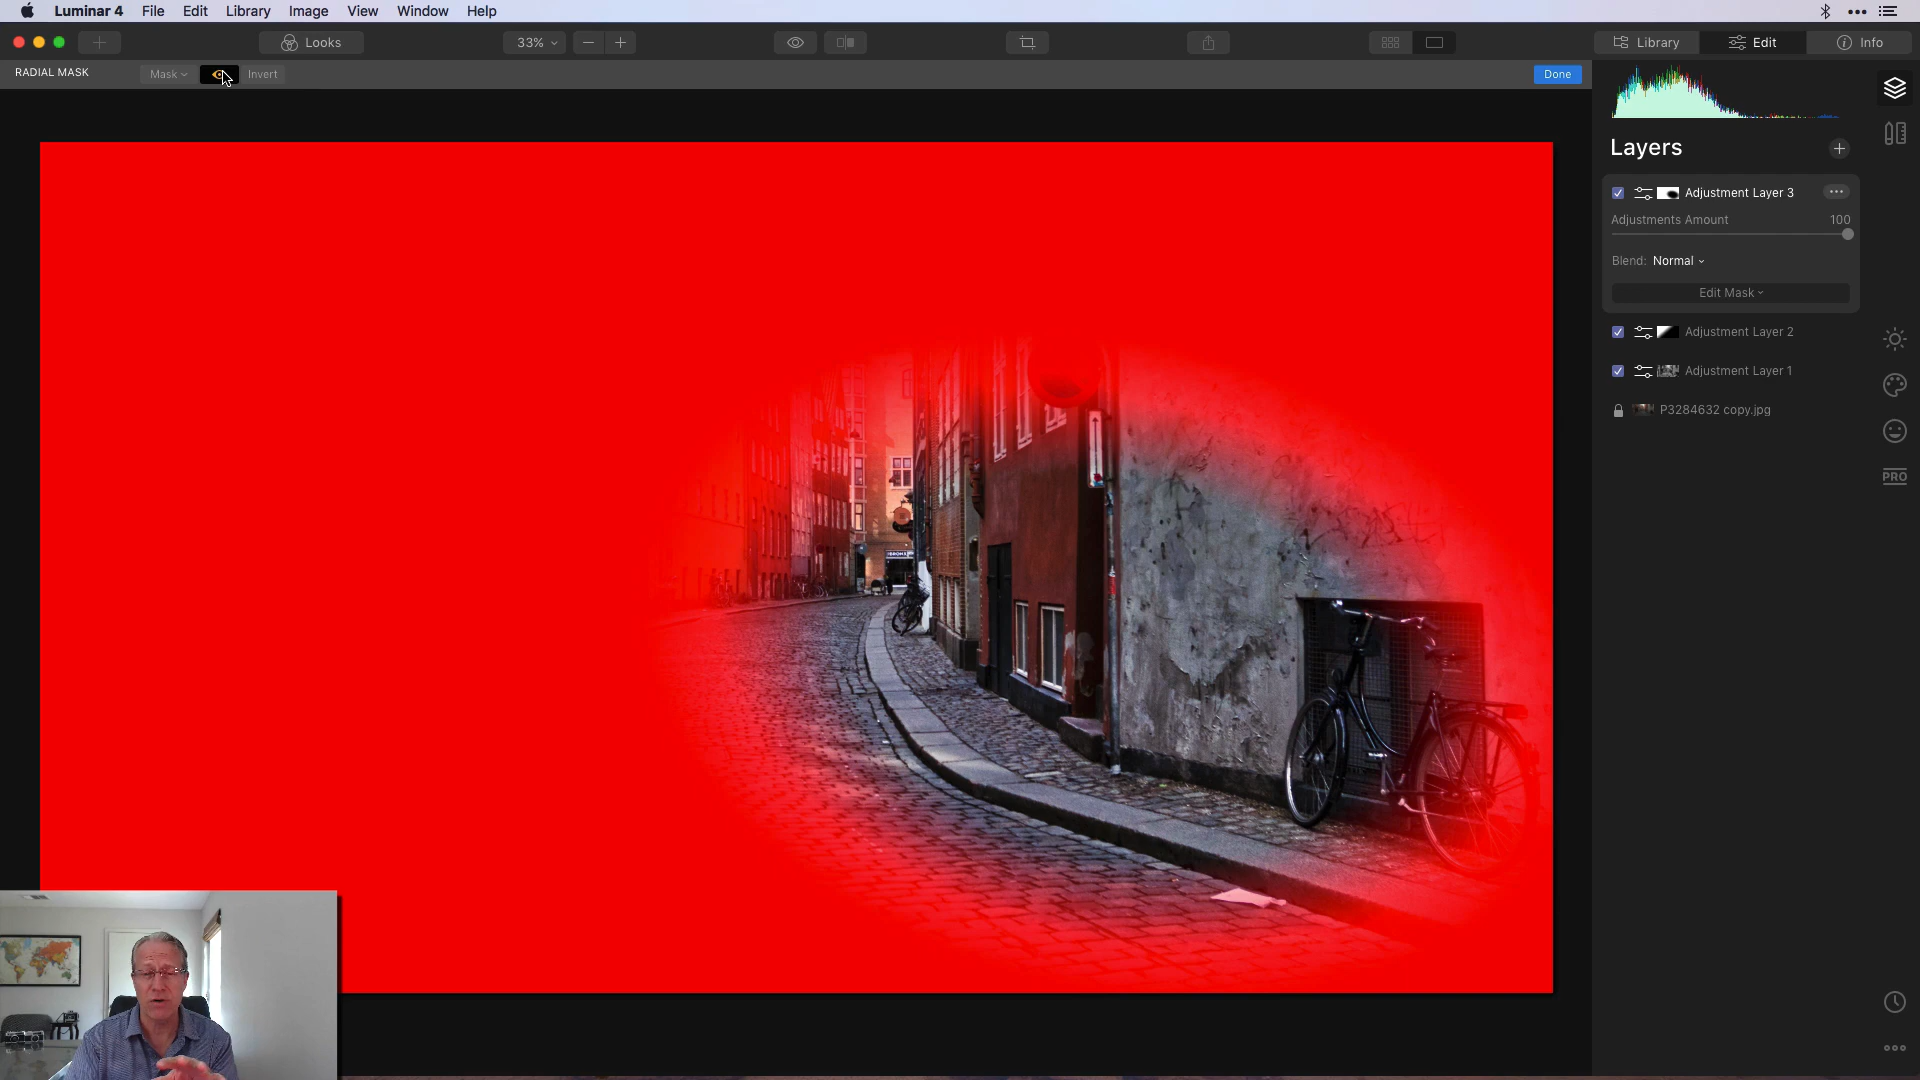 Luminar 4 File Edit Library Image View Window Help
Looks 33% Library Edit Info
RADIAL MASK Mask Invert Done
Layers
Adjustment Layer 3
Adjustments Amount 100
Blend: Normal
Edit Mask
Adjustment Layer 2
Adjustment Layer 1
P3284632 copy.jpg
PRO